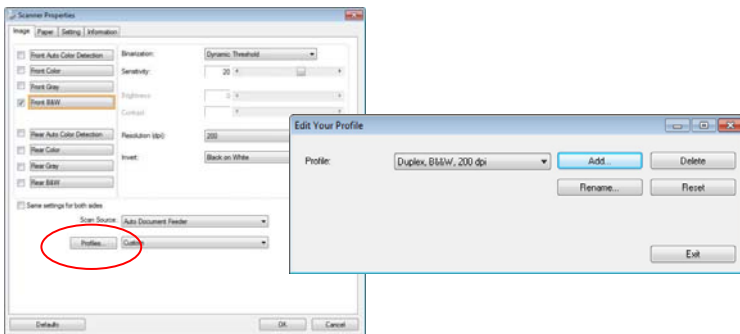 Scanner Properties
Image Paper Setting Information
Front Auto Color Detection
Front Color
Front Gray
Front B&W
Rear Auto Color Detection
Rear Color
Rear Gray
Rear B&W
Binarization: Dynamic Threshold
Sensitivity: 20
Brightness: 0
Contrast:
Resolution (dpi): 200
Invert: Black on White
Same settings for both sides
Scan Source: Auto Document Feeder
Profiles... Custom
Defaults OK Cancel
Edit Your Profile
Profile: Duplex, B&W, 200 dpi Add... Delete
Rename... Reset
Exit